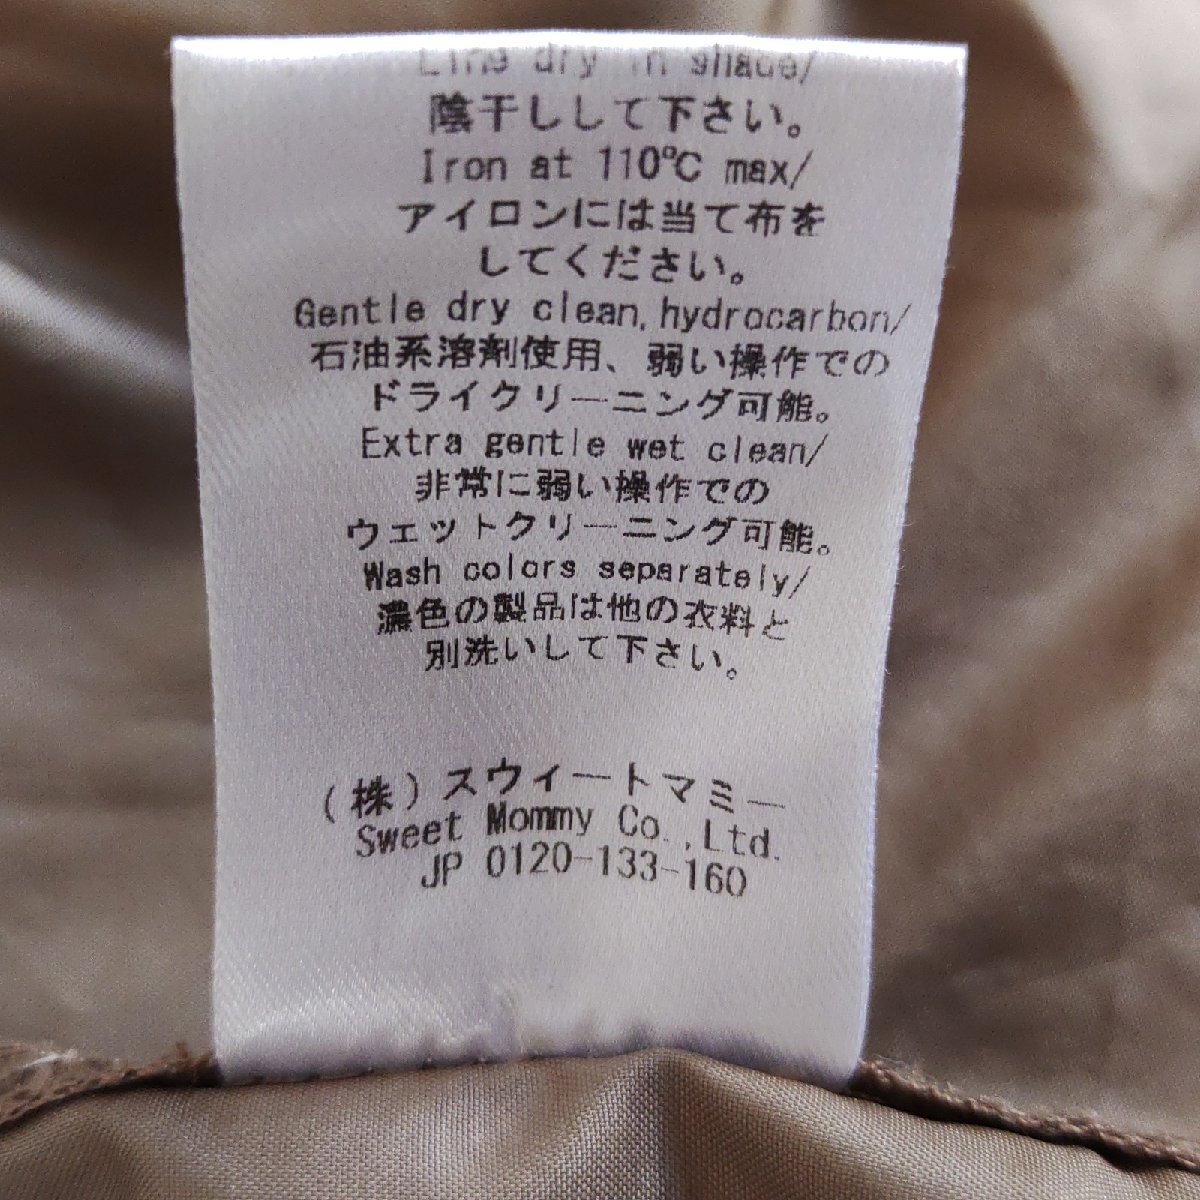 Line dry in shade/
陰干しして下さい。
Iron at 110℃ max/
アイロンには当て布を
してください。
Gentle dry clean,hydrocarbon/
石油系溶剤使用、弱い操作での
ドライクリーニング可能。
Extra gentle wet clean/
非常に弱い操作での
ウェットクリーニング可能。
Wash colors separately/
濃色の製品は他の衣料と
別洗いして下さい。
(株)スウィートマミー
Sweet Mommy Co.,Ltd.
JP 0120-133-160